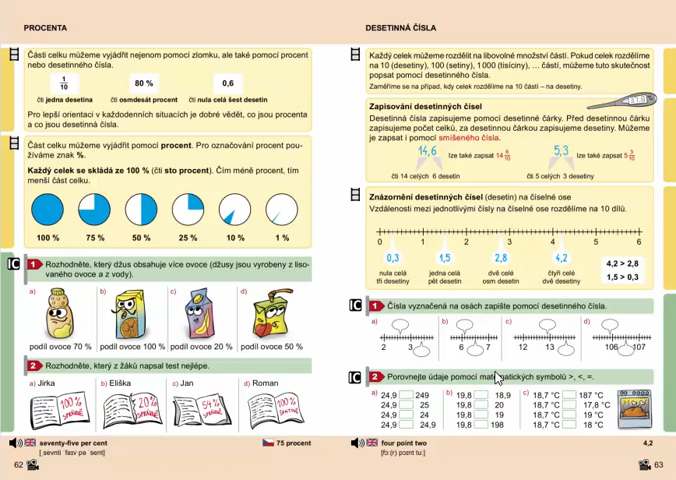 PROCENTA
Části celku můžeme vyjádřit nejenom pomocí zlomku, ale také pomocí procent
nebo desetinného čísla.
1/10
80 %
0,6
čti jedna desetina
čti osmdesát procent
čti nula celá šest desetin
Pro lepší orientaci v každodenních situacích je dobré vědět, co jsou procenta
a co jsou desetinná čísla.
Část celku můžeme vyjádřit pomocí procent. Pro označování procent pou-
žíváme znak %.
Každý celek se skládá ze 100 % (čti sto procent). Čím méně procent, tím
menší část celku.
100 %
75 %
50 %
25 %
10 %
1 %
1 Rozhodněte, který džus obsahuje více ovoce (džusy jsou vyrobeny z liso-
vaného ovoce a z vody).
a)
b)
c)
d)
podíl ovoce 70 %
podíl ovoce 100 %
podíl ovoce 20 %
podíl ovoce 50 %
2 Rozhodněte, který z žáků napsal test nejlépe.
a) Jirka
b) Eliška
c) Jan
d) Roman
100%
SPRÁVNĚ
20%
SPRÁVNĚ
54%
SPRÁVNĚ
100%
ŠPATNĚ
seventy-five per cent
75 procent
62
DESETINNÁ ČÍSLA
Každý celek můžeme rozdělit na libovolné množství částí. Pokud celek rozdělíme
na 10 (desetiny), 100 (setiny), 1 000 (tisíciny), ... částí, můžeme tuto skutečnost
popsat pomocí desetinného čísla.
Zaměříme se na případ, kdy celek rozdělíme na 10 částí – na desetiny.
Zapisování desetinných čísel
Desetinná čísla zapisujeme pomocí desetinné čárky. Před desetinnou čárku
zapisujeme počet celků, za desetinnou čárkou zapisujeme desetiny. Můžeme
je zapsat i pomocí smíšeného čísla.
14,6
lze také zapsat 14 6/10
5,3
lze také zapsat 5 3/10
čti 14 celých 6 desetin
čti 5 celých 3 desetiny
Znázornění desetinných čísel (desetin) na číselné ose
Vzdálenosti mezi jednotlivými čísly na číselné ose rozdělíme na 10 dílů.
0 1 2 3 4 5 6
0,3
1,5
2,8
4,2
nula celá
tři desetiny
jedna celá
pět desetin
dvě celé
osm desetin
čtyři celé
dvě desetiny
4,2 > 2,8
1,5 > 0,3
1 Čísla vyznačená na osách zapište pomocí desetinného čísla.
a)
b)
c)
d)
2 3
6 7
12 13
106 107
2 Porovnejte údaje pomocí matematických symbolů >, <, =.
a) 24,9 249
24,9 25
24,9 24
24,9 24,9
b) 19,8 18,9
19,8 20
19,8 19
19,8 198
c) 18,7 °C 187 °C
18,7 °C 17,8 °C
18,7 °C 19 °C
18,7 °C 18 °C
four point two
4,2
63